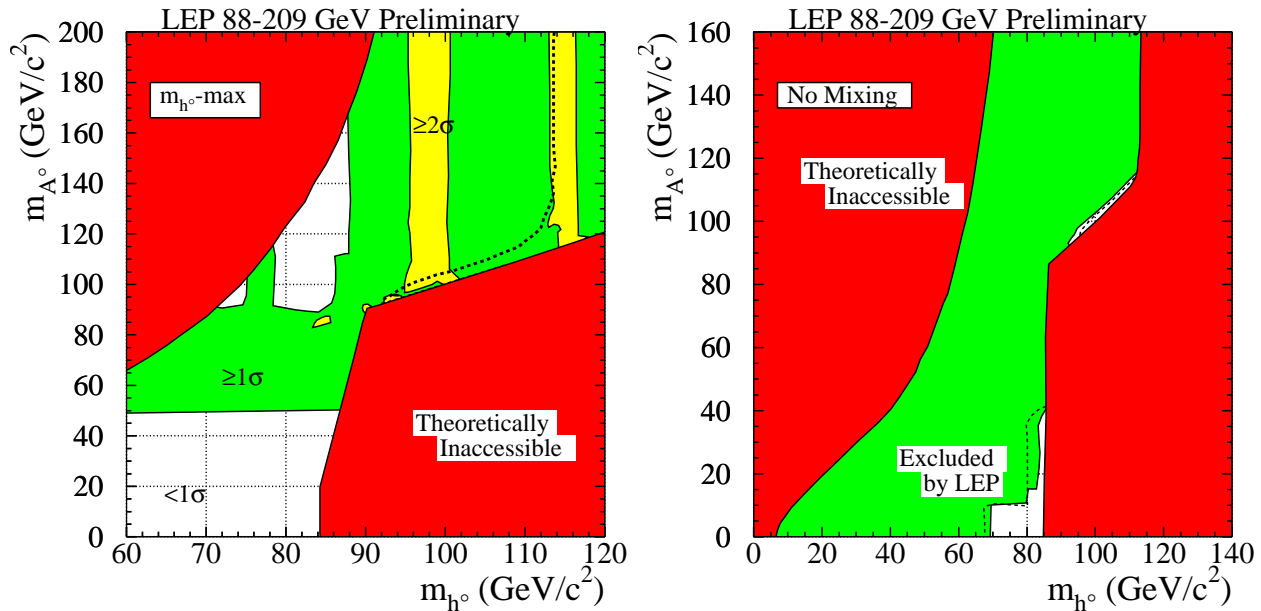 LEP 88-209 GeV Preliminary
m_A° (GeV/c²)
200
180
160
140
120
100
80
60
40
20
0
m_h°-max
≥2σ
≥1σ
<1σ
Theoretically
Inaccessible
60 70 80 90 100 110 120
m_h° (GeV/c²)
LEP 88-209 GeV Preliminary
m_A° (GeV/c²)
160
140
120
100
80
60
40
20
0
No Mixing
Theoretically
Inaccessible
Excluded
by LEP
0 20 40 60 80 100 120 140
m_h° (GeV/c²)